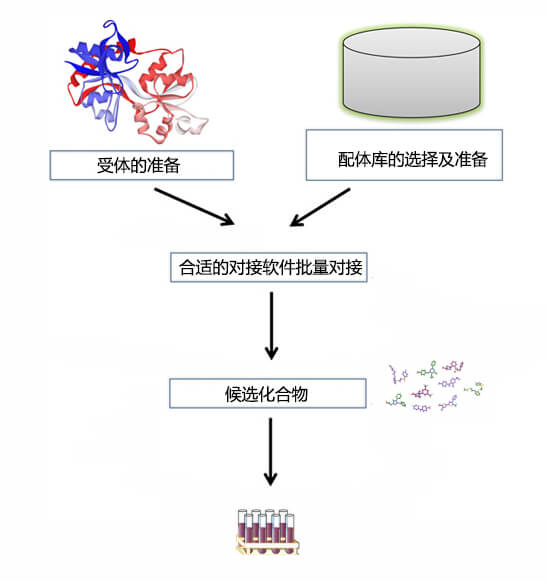 受体的准备
配体库的选择及准备
合适的对接软件批量对接
候选化合物